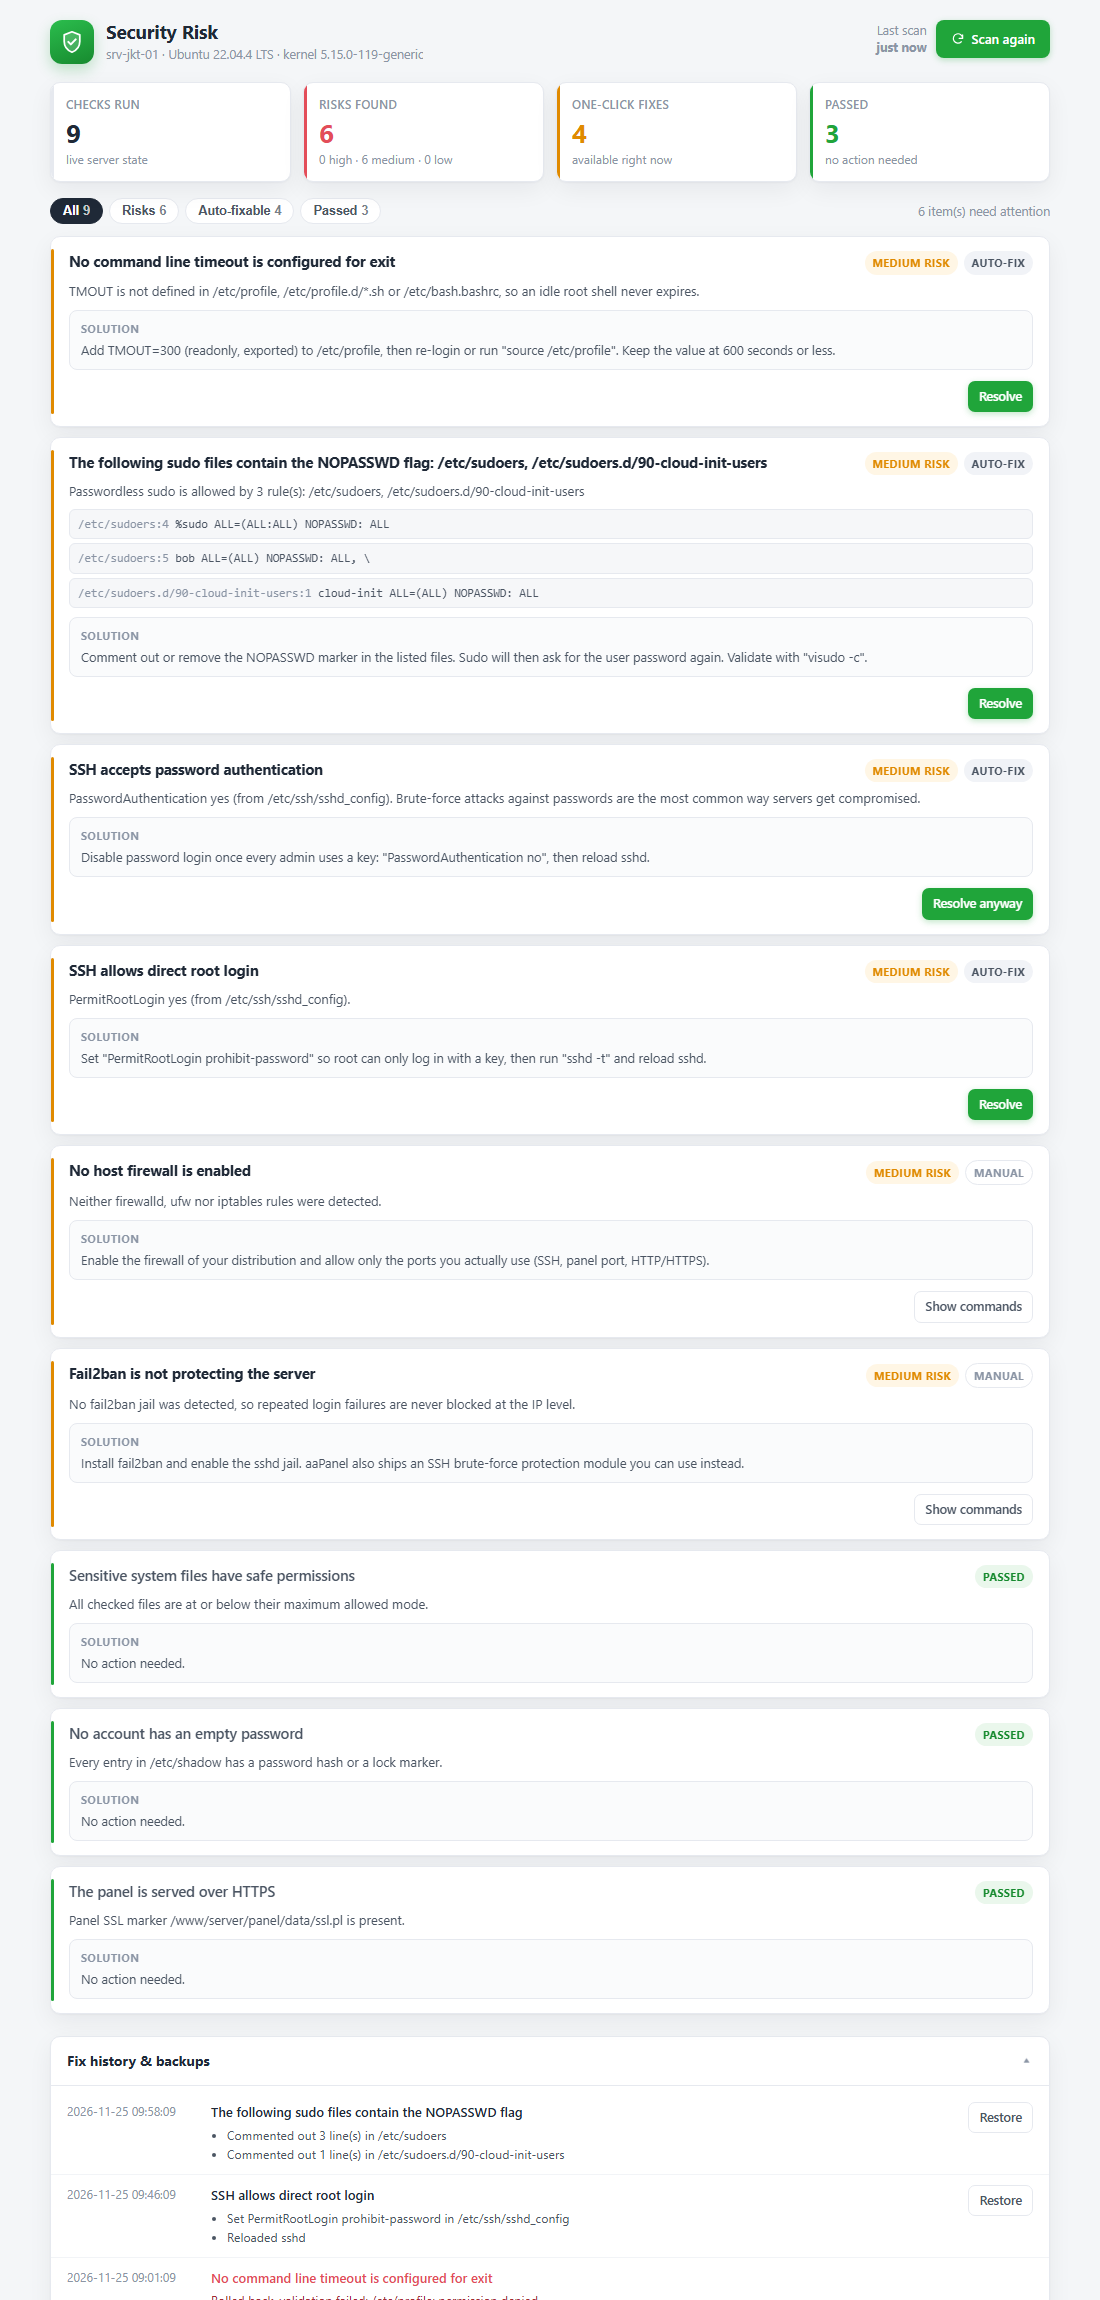 Security Risk
srv-jkt-01 · Ubuntu 22.04.4 LTS · kernel 5.15.0-119-generic
Last scan
just now
Scan again
CHECKS RUN
9
live server state
RISKS FOUND
6
0 high · 6 medium · 0 low
ONE-CLICK FIXES
4
available right now
PASSED
3
no action needed
All 9
Risks 6
Auto-fixable 4
Passed 3
6 item(s) need attention
No command line timeout is configured for exit
MEDIUM RISK
AUTO-FIX
TMOUT is not defined in /etc/profile, /etc/profile.d/*.sh or /etc/bash.bashrc, so an idle root shell never expires.
SOLUTION
Add TMOUT=300 (readonly, exported) to /etc/profile, then re-login or run "source /etc/profile". Keep the value at 600 seconds or less.
Resolve
The following sudo files contain the NOPASSWD flag: /etc/sudoers, /etc/sudoers.d/90-cloud-init-users
MEDIUM RISK
AUTO-FIX
Passwordless sudo is allowed by 3 rule(s): /etc/sudoers, /etc/sudoers.d/90-cloud-init-users
/etc/sudoers:4 %sudo ALL=(ALL:ALL) NOPASSWD: ALL
/etc/sudoers:5 bob ALL=(ALL) NOPASSWD: ALL, \
/etc/sudoers.d/90-cloud-init-users:1 cloud-init ALL=(ALL) NOPASSWD: ALL
SOLUTION
Comment out or remove the NOPASSWD marker in the listed files. Sudo will then ask for the user password again. Validate with "visudo -c".
Resolve
SSH accepts password authentication
MEDIUM RISK
AUTO-FIX
PasswordAuthentication yes (from /etc/ssh/sshd_config). Brute-force attacks against passwords are the most common way servers get compromised.
SOLUTION
Disable password login once every admin uses a key: "PasswordAuthentication no", then reload sshd.
Resolve anyway
SSH allows direct root login
MEDIUM RISK
AUTO-FIX
PermitRootLogin yes (from /etc/ssh/sshd_config).
SOLUTION
Set "PermitRootLogin prohibit-password" so root can only log in with a key, then run "sshd -t" and reload sshd.
Resolve
No host firewall is enabled
MEDIUM RISK
MANUAL
Neither firewalld, ufw nor iptables rules were detected.
SOLUTION
Enable the firewall of your distribution and allow only the ports you actually use (SSH, panel port, HTTP/HTTPS).
Show commands
Fail2ban is not protecting the server
MEDIUM RISK
MANUAL
No fail2ban jail was detected, so repeated login failures are never blocked at the IP level.
SOLUTION
Install fail2ban and enable the sshd jail. aaPanel also ships an SSH brute-force protection module you can use instead.
Show commands
Sensitive system files have safe permissions
PASSED
All checked files are at or below their maximum allowed mode.
SOLUTION
No action needed.
No account has an empty password
PASSED
Every entry in /etc/shadow has a password hash or a lock marker.
SOLUTION
No action needed.
The panel is served over HTTPS
PASSED
Panel SSL marker /www/server/panel/data/ssl.pl is present.
SOLUTION
No action needed.
Fix history & backups
2026-11-25 09:58:09
The following sudo files contain the NOPASSWD flag
• Commented out 3 line(s) in /etc/sudoers
• Commented out 1 line(s) in /etc/sudoers.d/90-cloud-init-users
Restore
2026-11-25 09:46:09
SSH allows direct root login
• Set PermitRootLogin prohibit-password in /etc/ssh/sshd_config
• Reloaded sshd
Restore
2026-11-25 09:01:09
No command line timeout is configured for exit